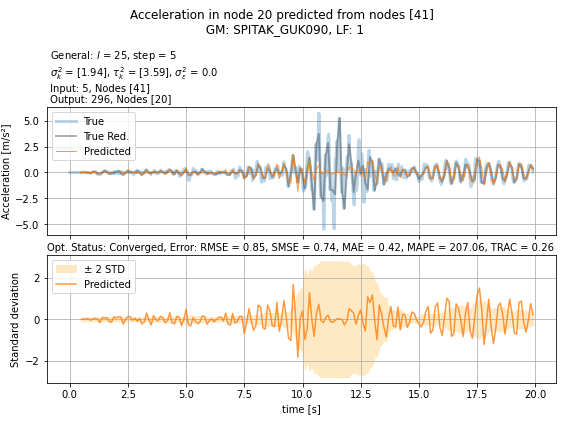 Acceleration in node 20 predicted from nodes [41]
GM: SPITAK_GUK090, LF: 1
General: l = 25, step = 5
σ²ₖ = [1.94], τ²ₖ = [3.59], σ²ₑ = 0.0
Input: 5, Nodes [41]
Output: 296, Nodes [20]
True
True Red.
Predicted
Acceleration [m/s²]
5.0
2.5
0.0
−2.5
−5.0
Opt. Status: Converged, Error: RMSE = 0.85, SMSE = 0.74, MAE = 0.42, MAPE = 207.06, TRAC = 0.26
± 2 STD
Predicted
Standard deviation
2
0
−2
0.0 2.5 5.0 7.5 10.0 12.5 15.0 17.5 20.0
time [s]